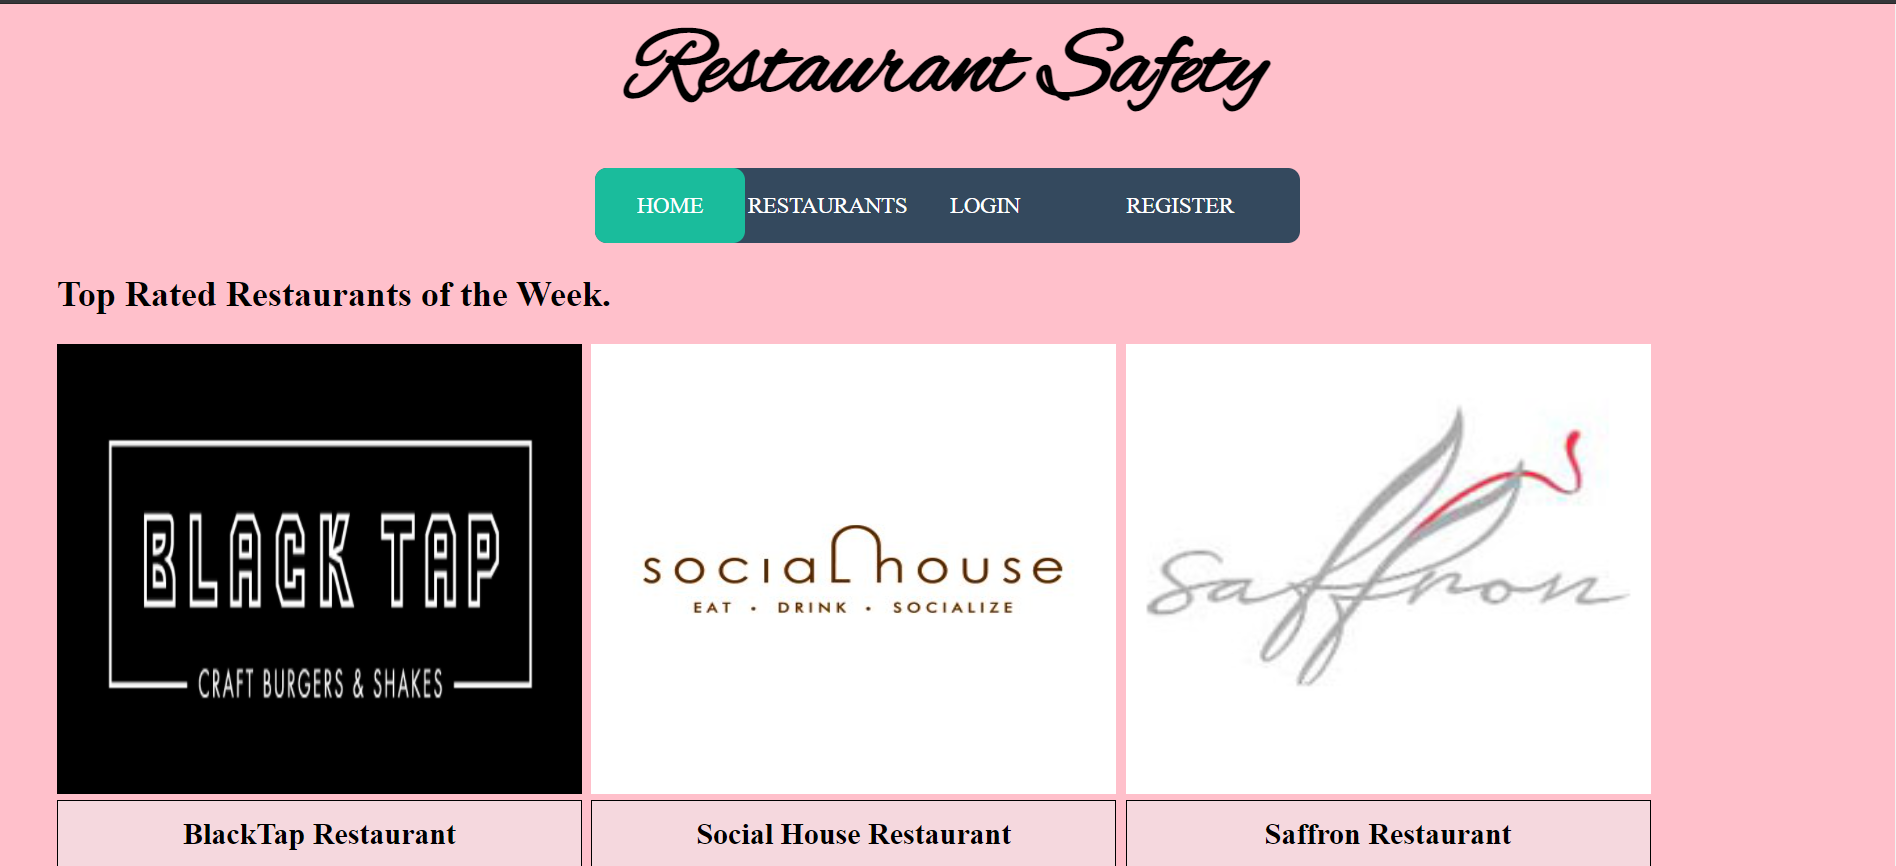 Restaurant Safety
HOME RESTAURANTS LOGIN REGISTER
Top Rated Restaurants of the Week.
BLACK TAP
CRAFT BURGERS & SHAKES
social house
EAT • DRINK • SOCIALIZE
saffron
BlackTap Restaurant
Social House Restaurant
Saffron Restaurant